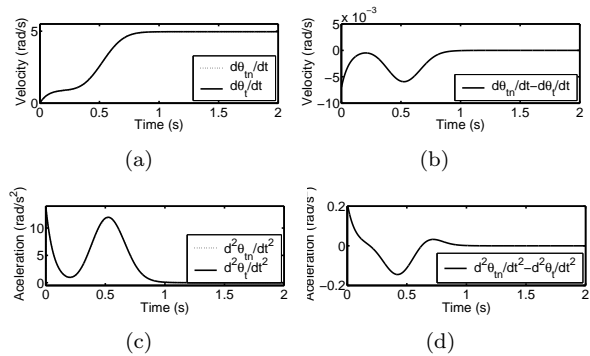 Velocity (rad/s)
5
0
0 0.5 1 1.5 2
Time (s)
dθtn/dt
dθt/dt
(a)
x 10⁻³
Velocity (rad/s)
5
0
−5
−10
0 0.5 1 1.5 2
Time (s)
dθtn/dt−dθt/dt
(b)
Aceleration (rad/s²)
10
5
0
0 0.5 1 1.5 2
Time (s)
d²θtn/dt²
d²θt/dt²
(c)
Aceleration (rad/s²)
0.2
0
−0.2
0 0.5 1 1.5 2
Time (s)
d²θtn/dt²−d²θt/dt²
(d)